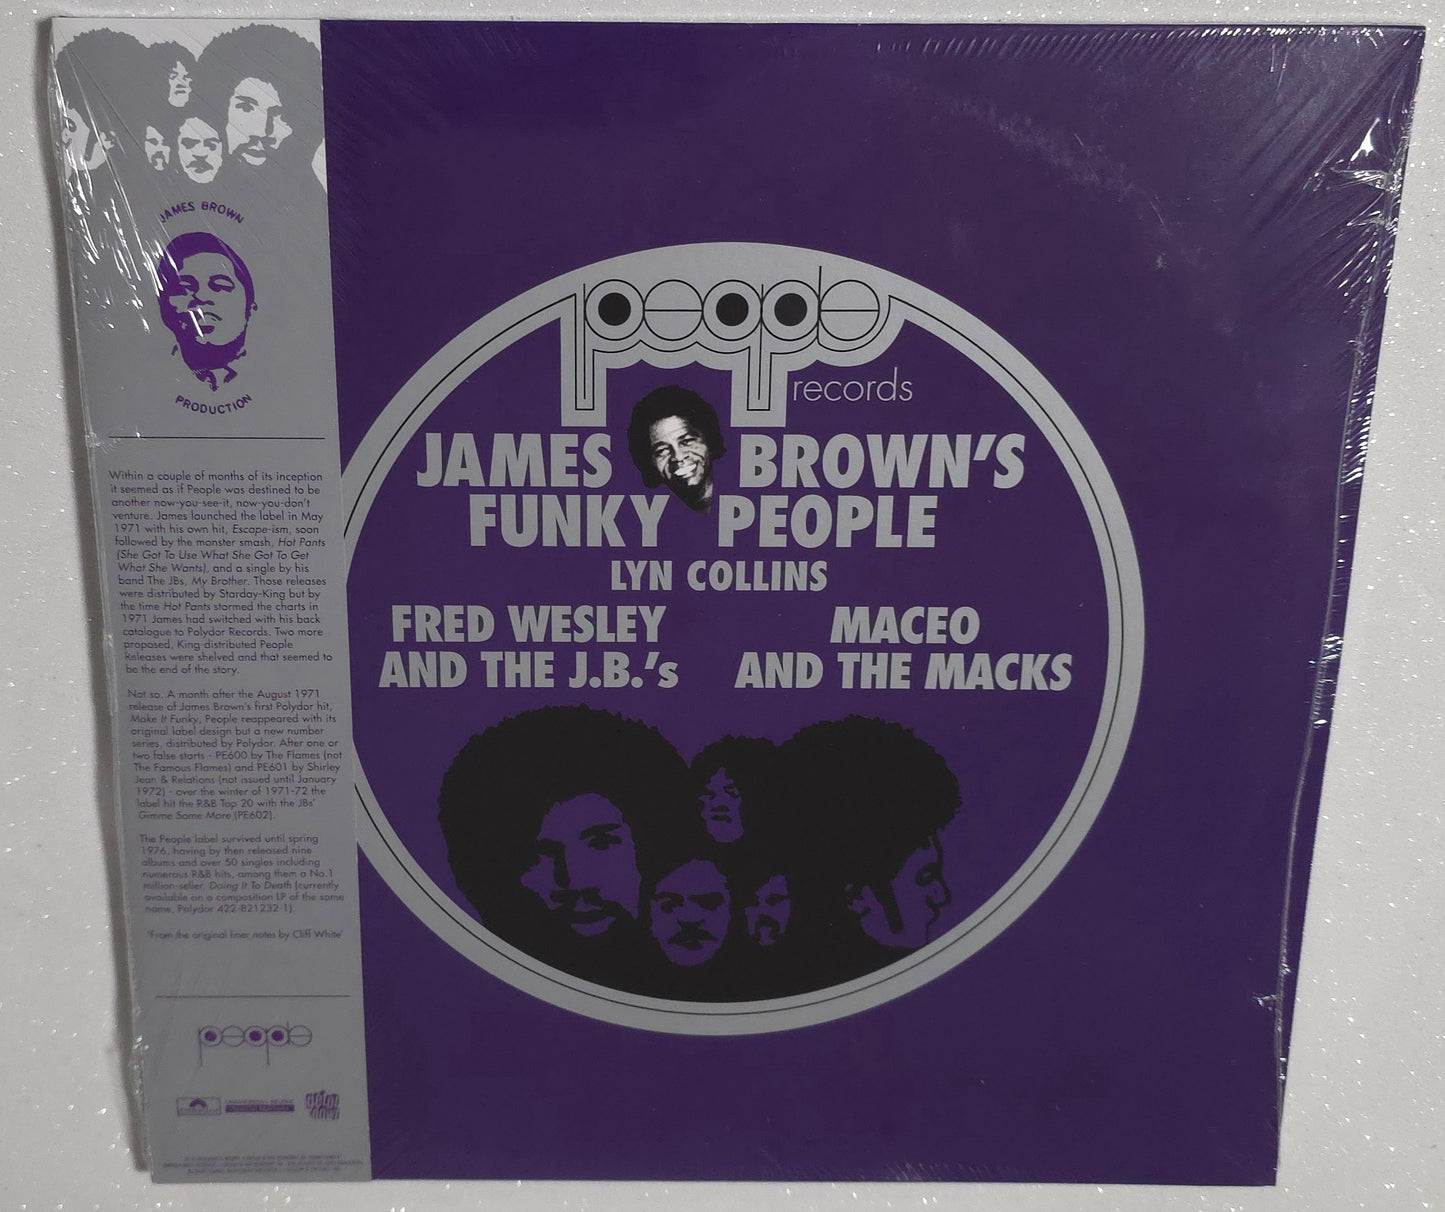 JAMES BROWN
PRODUCTION
Within a couple of months of its inception
it seemed as if People was destined to be
another now-you-see-it, now-you-don't
venture. James launched the label in May
1971 with his own hit, Escape-ism, soon
followed by the monster smash, Hot Pants
(She Got To Use What She Got To Get
What She Wants), and a single by his
band The JBs, My Brother. Those releases
were distributed by Starday-King but by
the time Hot Pants stormed the charts in
1971 James had switched with his back
catalogue to Polydor Records. Two more
proposed, King-distributed People
Releases were shelved and that seemed to
be the end of the story.
Not so. A month after the August 1971
release of James Brown's first Polydor hit,
Make It Funky, People reappeared with its
original label design but a new number
series, distributed by Polydor. After one or
two false starts - PE600 by The Flames (not
The Famous Flames) and PE601 by Shirley
Jean & Relations (not issued until January
1972) - over the winter of 1971-72 the
label hit the R&B Top 20 with the JBs'
Gimme Some More (PE602).
The People label survived until spring
1976, having by then released nine
albums and over 50 singles including
numerous R&B hits, among them a No.1
million-seller, Doing It To Death (currently
available on a composition LP of the same
name, Polydor 422-821232-1).
'From the original liner notes by Cliff White'
people
people
records
JAMES BROWN'S
FUNKY PEOPLE
LYN COLLINS
FRED WESLEY
AND THE J.B.'s
MACEO
AND THE MACKS